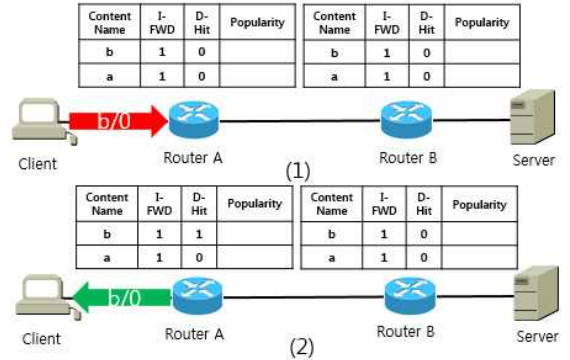 Content Name I-FWD D-Hit Popularity
b 1 0
a 1 0
Content Name I-FWD D-Hit Popularity
b 1 0
a 1 0
b/0
Client
Router A
Router B
Server
(1)
Content Name I-FWD D-Hit Popularity
b 1 1
a 1 0
Content Name I-FWD D-Hit Popularity
b 1 0
a 1 0
b/0
Client
Router A
Router B
Server
(2)